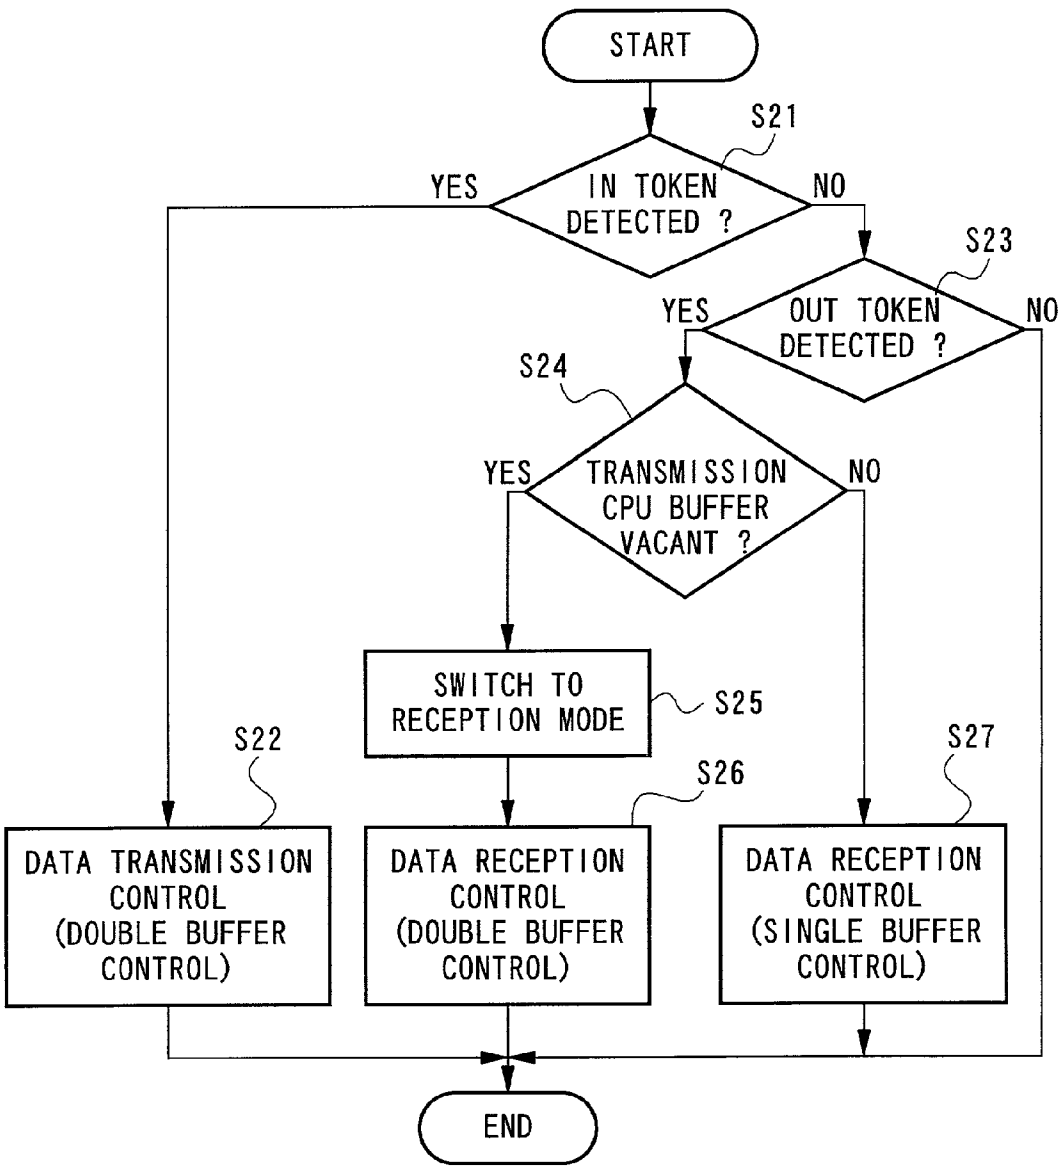 START
S21
YES
IN TOKEN
DETECTED ?
NO
S23
YES
OUT TOKEN
DETECTED ?
NO
S24
YES
TRANSMISSION
CPU BUFFER
VACANT ?
NO
SWITCH TO
RECEPTION MODE
S25
S22
S26
S27
DATA TRANSMISSION
CONTROL
(DOUBLE BUFFER
CONTROL)
DATA RECEPTION
CONTROL
(DOUBLE BUFFER
CONTROL)
DATA RECEPTION
CONTROL
(SINGLE BUFFER
CONTROL)
END